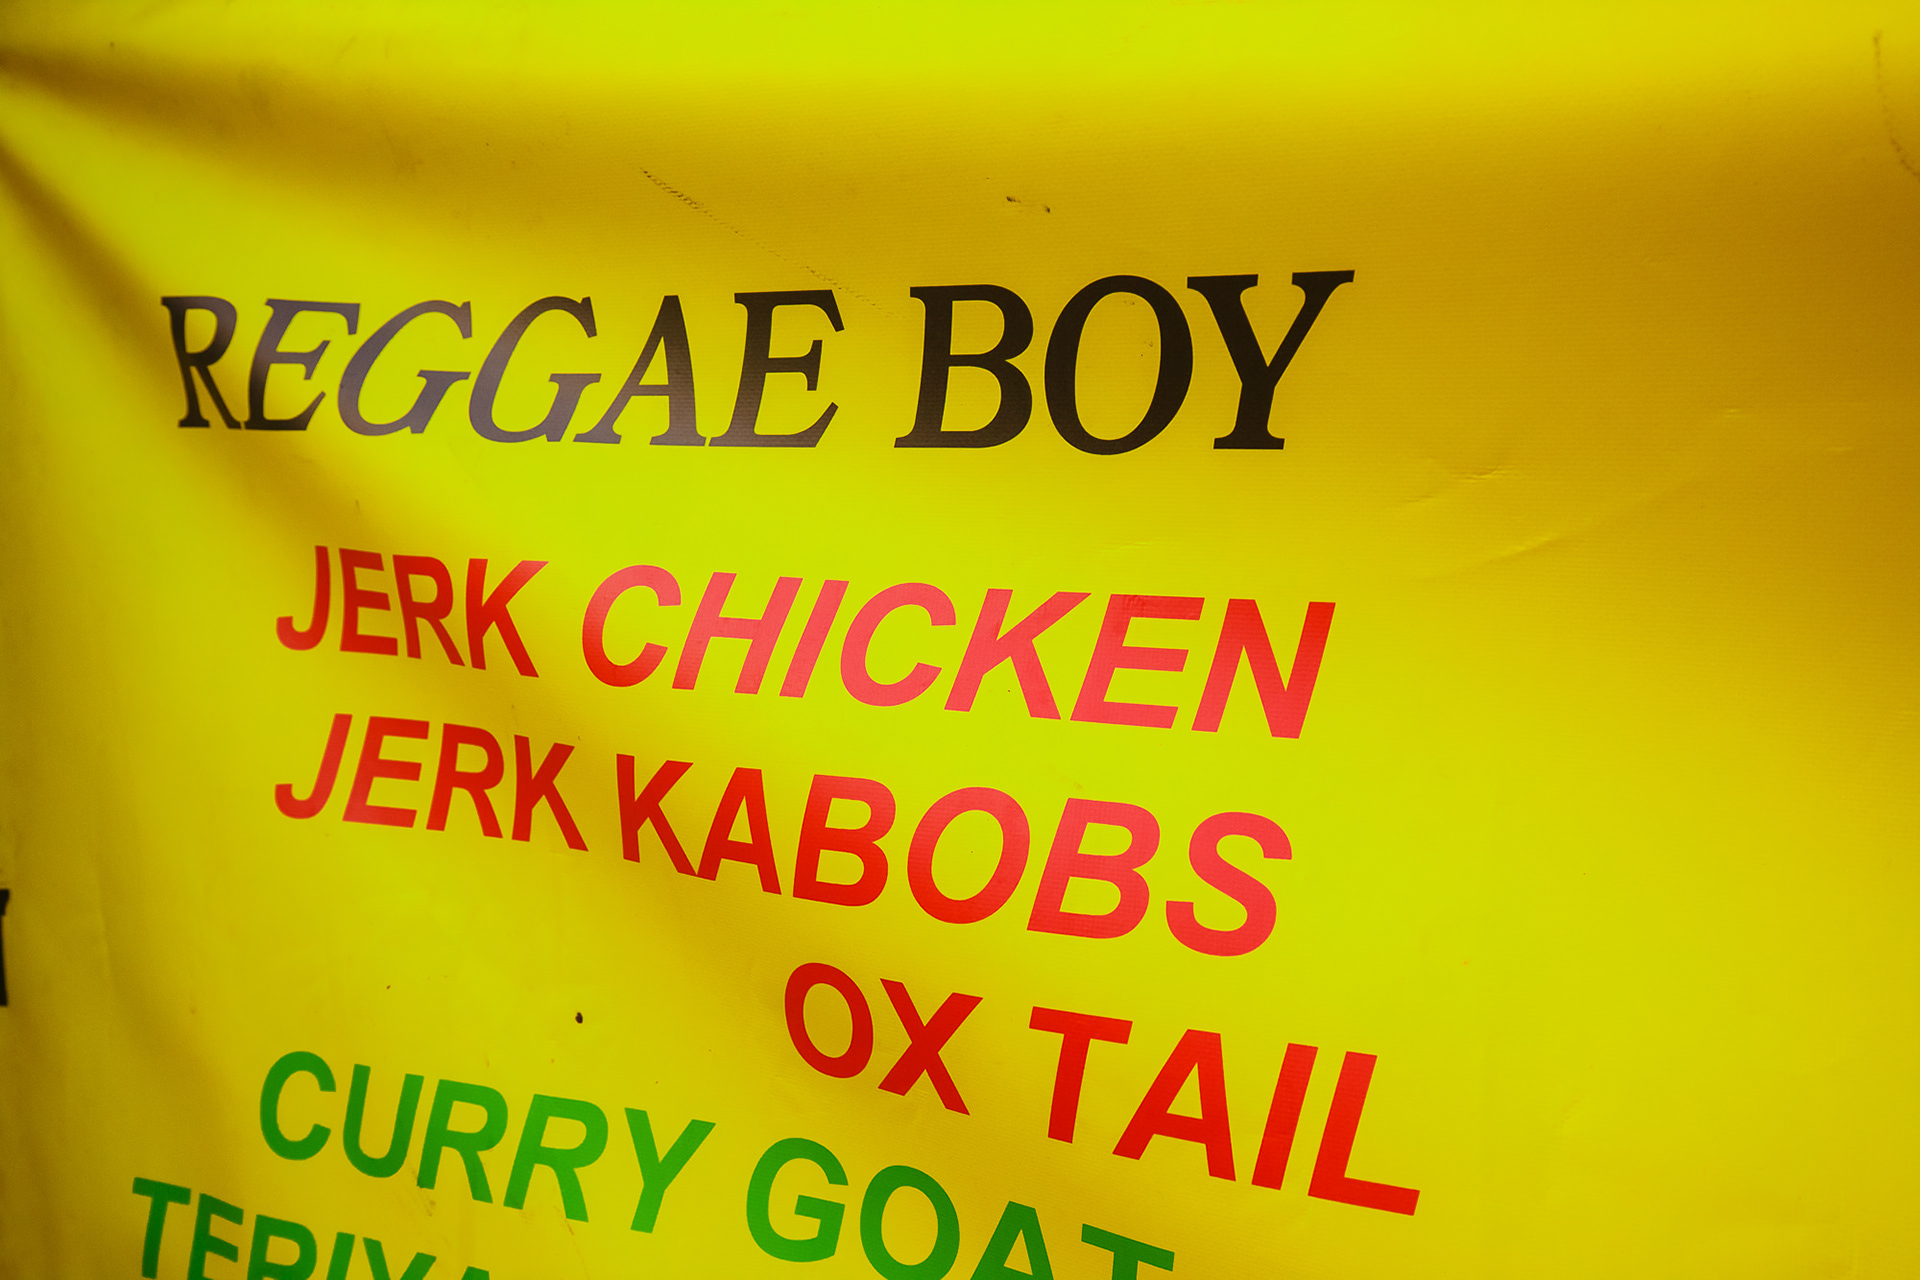 REGGAE BOY
JERK CHICKEN
JERK KABOBS
OX TAIL
CURRY GOAT